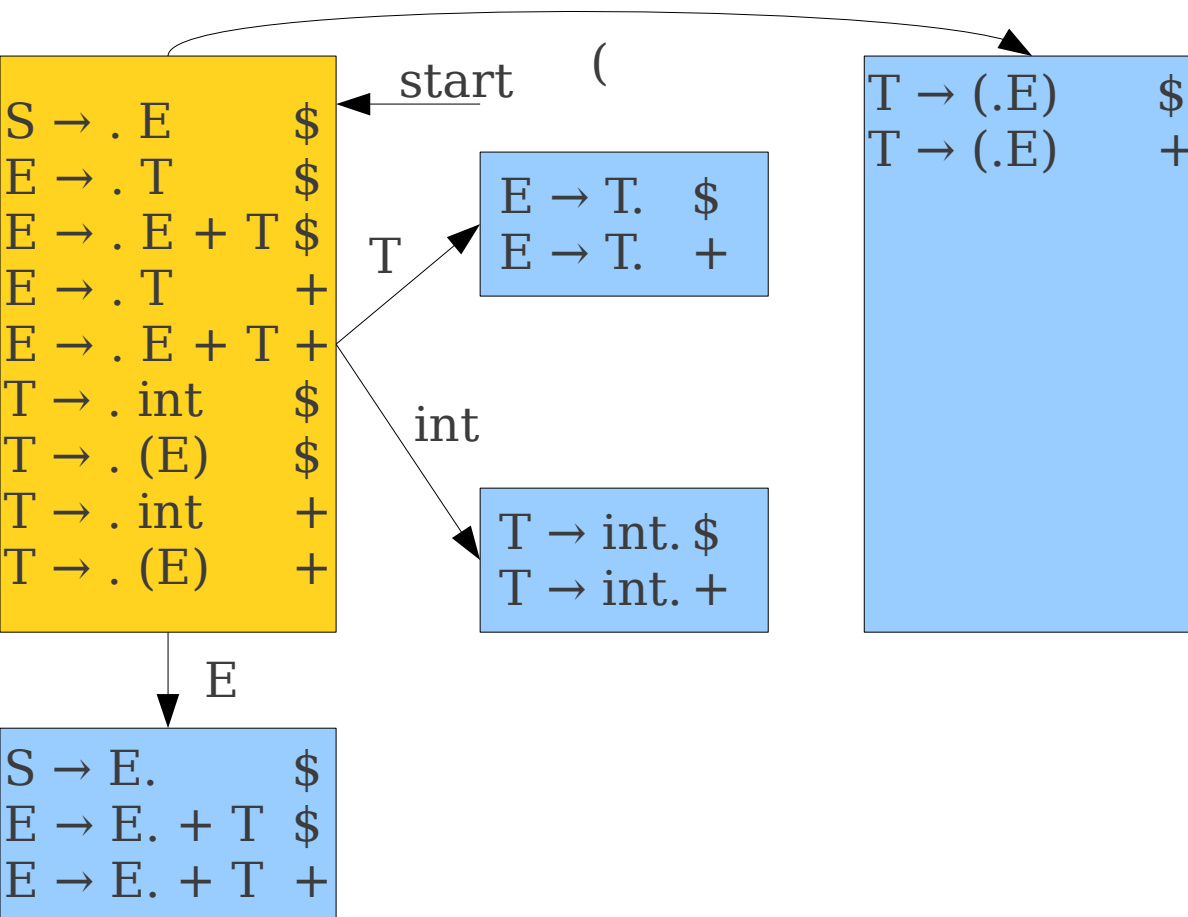 (
start
S → . E $
E → . T $
E → . E + T $
E → . T +
E → . E + T +
T → . int $
T → . (E) $
T → . int +
T → . (E) +
T
E → T. $
E → T. +
int
T → int. $
T → int. +
T → (.E) $
T → (.E) +
E
S → E. $
E → E. + T $
E → E. + T +